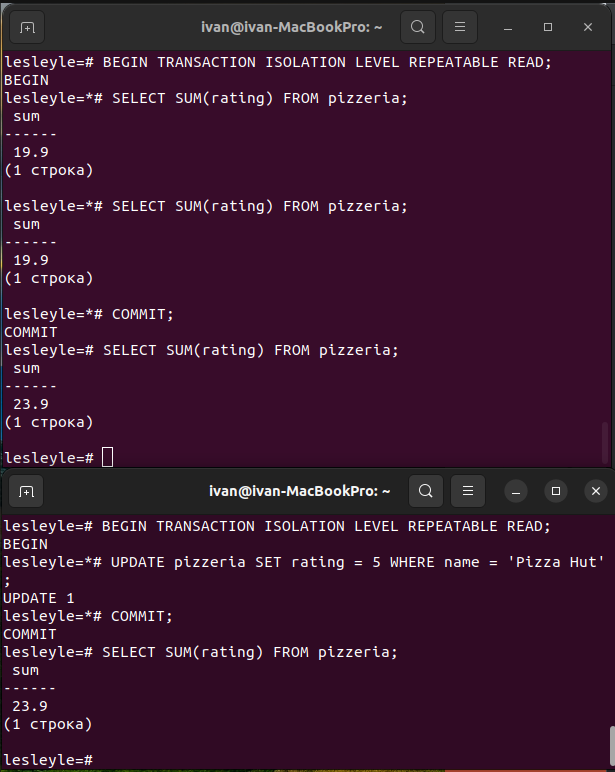 ivan@ivan-MacBookPro: ~
lesleyle=# BEGIN TRANSACTION ISOLATION LEVEL REPEATABLE READ;
BEGIN
lesleyle=*# SELECT SUM(rating) FROM pizzeria;
 sum
------
 19.9
(1 строка)

lesleyle=*# SELECT SUM(rating) FROM pizzeria;
 sum
------
 19.9
(1 строка)

lesleyle=*# COMMIT;
COMMIT
lesleyle=# SELECT SUM(rating) FROM pizzeria;
 sum
------
 23.9
(1 строка)

lesleyle=#
ivan@ivan-MacBookPro: ~
lesleyle=# BEGIN TRANSACTION ISOLATION LEVEL REPEATABLE READ;
BEGIN
lesleyle=*# UPDATE pizzeria SET rating = 5 WHERE name = 'Pizza Hut'
;
UPDATE 1
lesleyle=*# COMMIT;
COMMIT
lesleyle=# SELECT SUM(rating) FROM pizzeria;
 sum
------
 23.9
(1 строка)

lesleyle=#